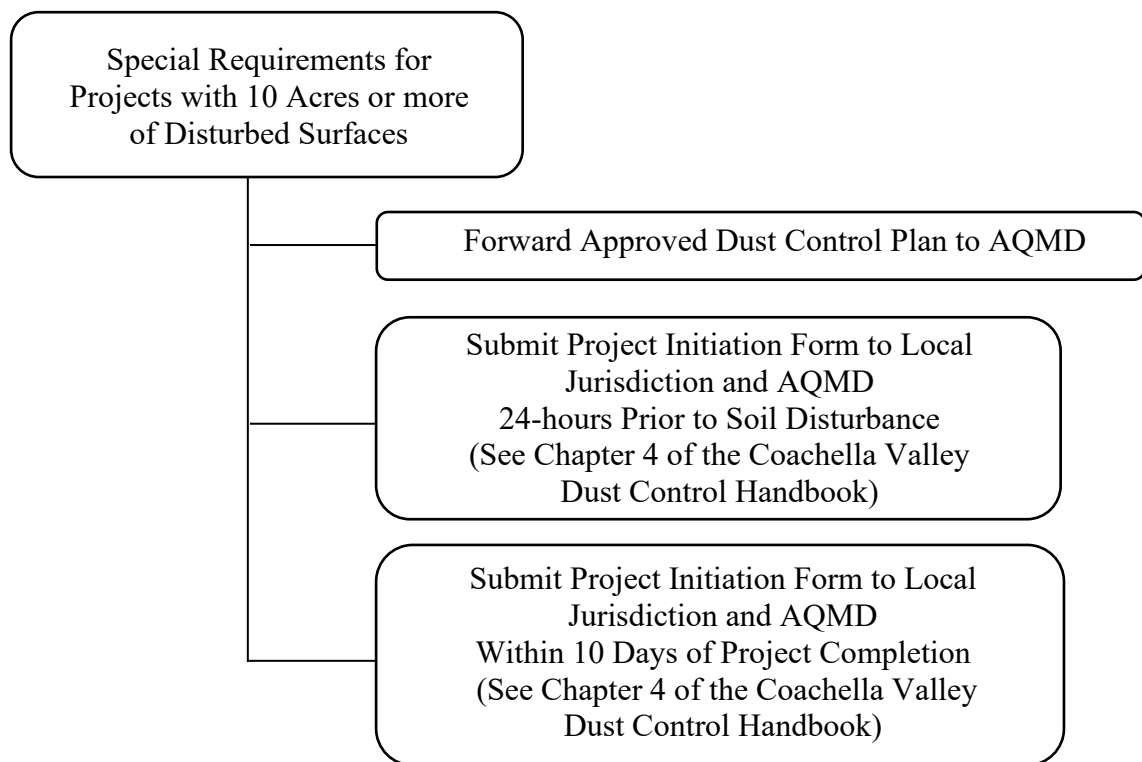 Special Requirements for
Projects with 10 Acres or more
of Disturbed Surfaces
Forward Approved Dust Control Plan to AQMD
Submit Project Initiation Form to Local
Jurisdiction and AQMD
24-hours Prior to Soil Disturbance
(See Chapter 4 of the Coachella Valley
Dust Control Handbook)
Submit Project Initiation Form to Local
Jurisdiction and AQMD
Within 10 Days of Project Completion
(See Chapter 4 of the Coachella Valley
Dust Control Handbook)